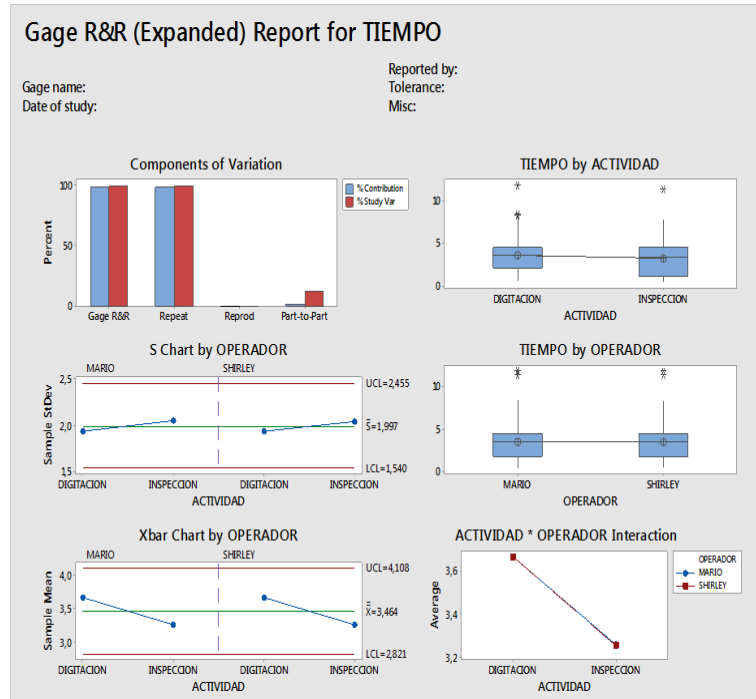 Gage R&R (Expanded) Report for TIEMPO
Reported by:
Gage name:
Tolerance:
Date of study:
Misc:
Components of Variation
100
50
0
Percent
Gage R&R Repeat Reprod Part-to-Part
% Contribution
% Study Var
TIEMPO by ACTIVIDAD
10
5
0
DIGITACION INSPECCION
ACTIVIDAD
S Chart by OPERADOR
MARIO SHIRLEY
2,5
2,0
1,5
Sample StDev
UCL=2,455
S=1,997
LCL=1,540
DIGITACION INSPECCION DIGITACION INSPECCION
ACTIVIDAD
TIEMPO by OPERADOR
10
5
0
MARIO SHIRLEY
OPERADOR
Xbar Chart by OPERADOR
MARIO SHIRLEY
4,0
3,5
3,0
Sample Mean
UCL=4,108
X=3,464
LCL=2,821
DIGITACION INSPECCION DIGITACION INSPECCION
ACTIVIDAD
ACTIVIDAD * OPERADOR Interaction
3,6
3,4
3,2
Average
DIGITACION INSPECCION
ACTIVIDAD
OPERADOR
MARIO
SHIRLEY